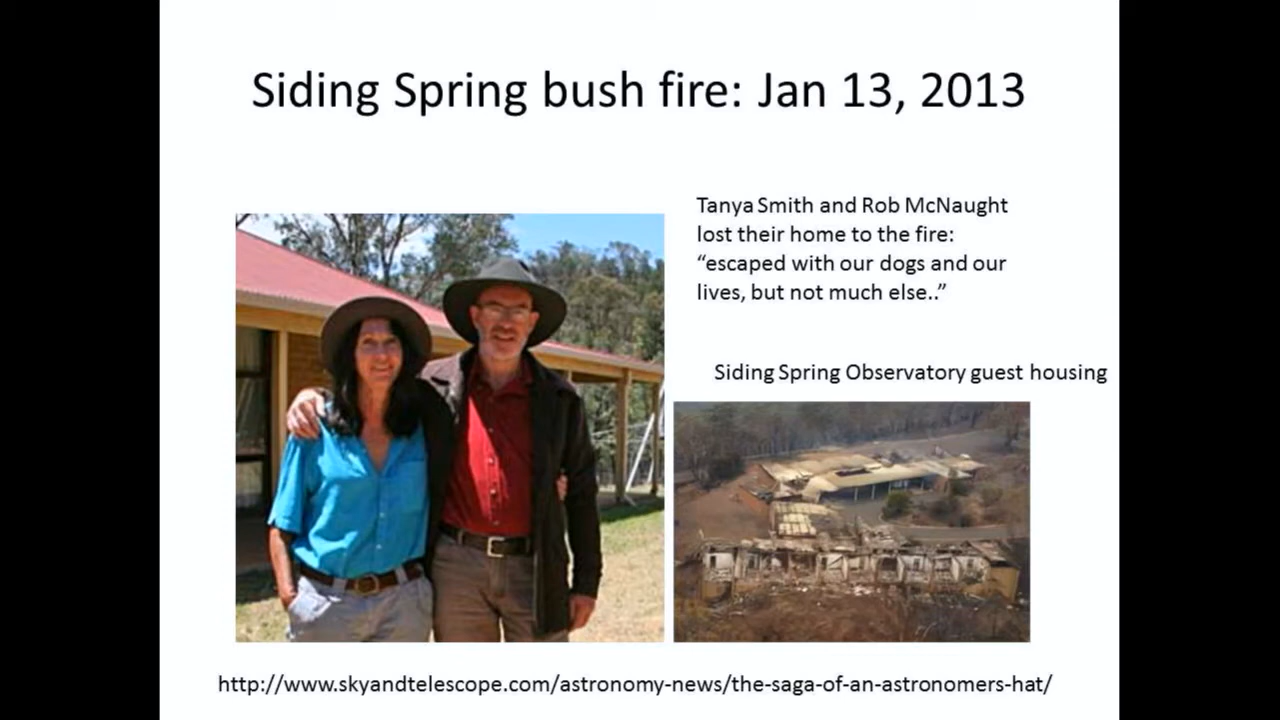 Siding Spring bush fire: Jan 13, 2013
Tanya Smith and Rob McNaught
lost their home to the fire:
“escaped with our dogs and our
lives, but not much else..”
Siding Spring Observatory guest housing
http://www.skyandtelescope.com/astronomy-news/the-saga-of-an-astronomers-hat/